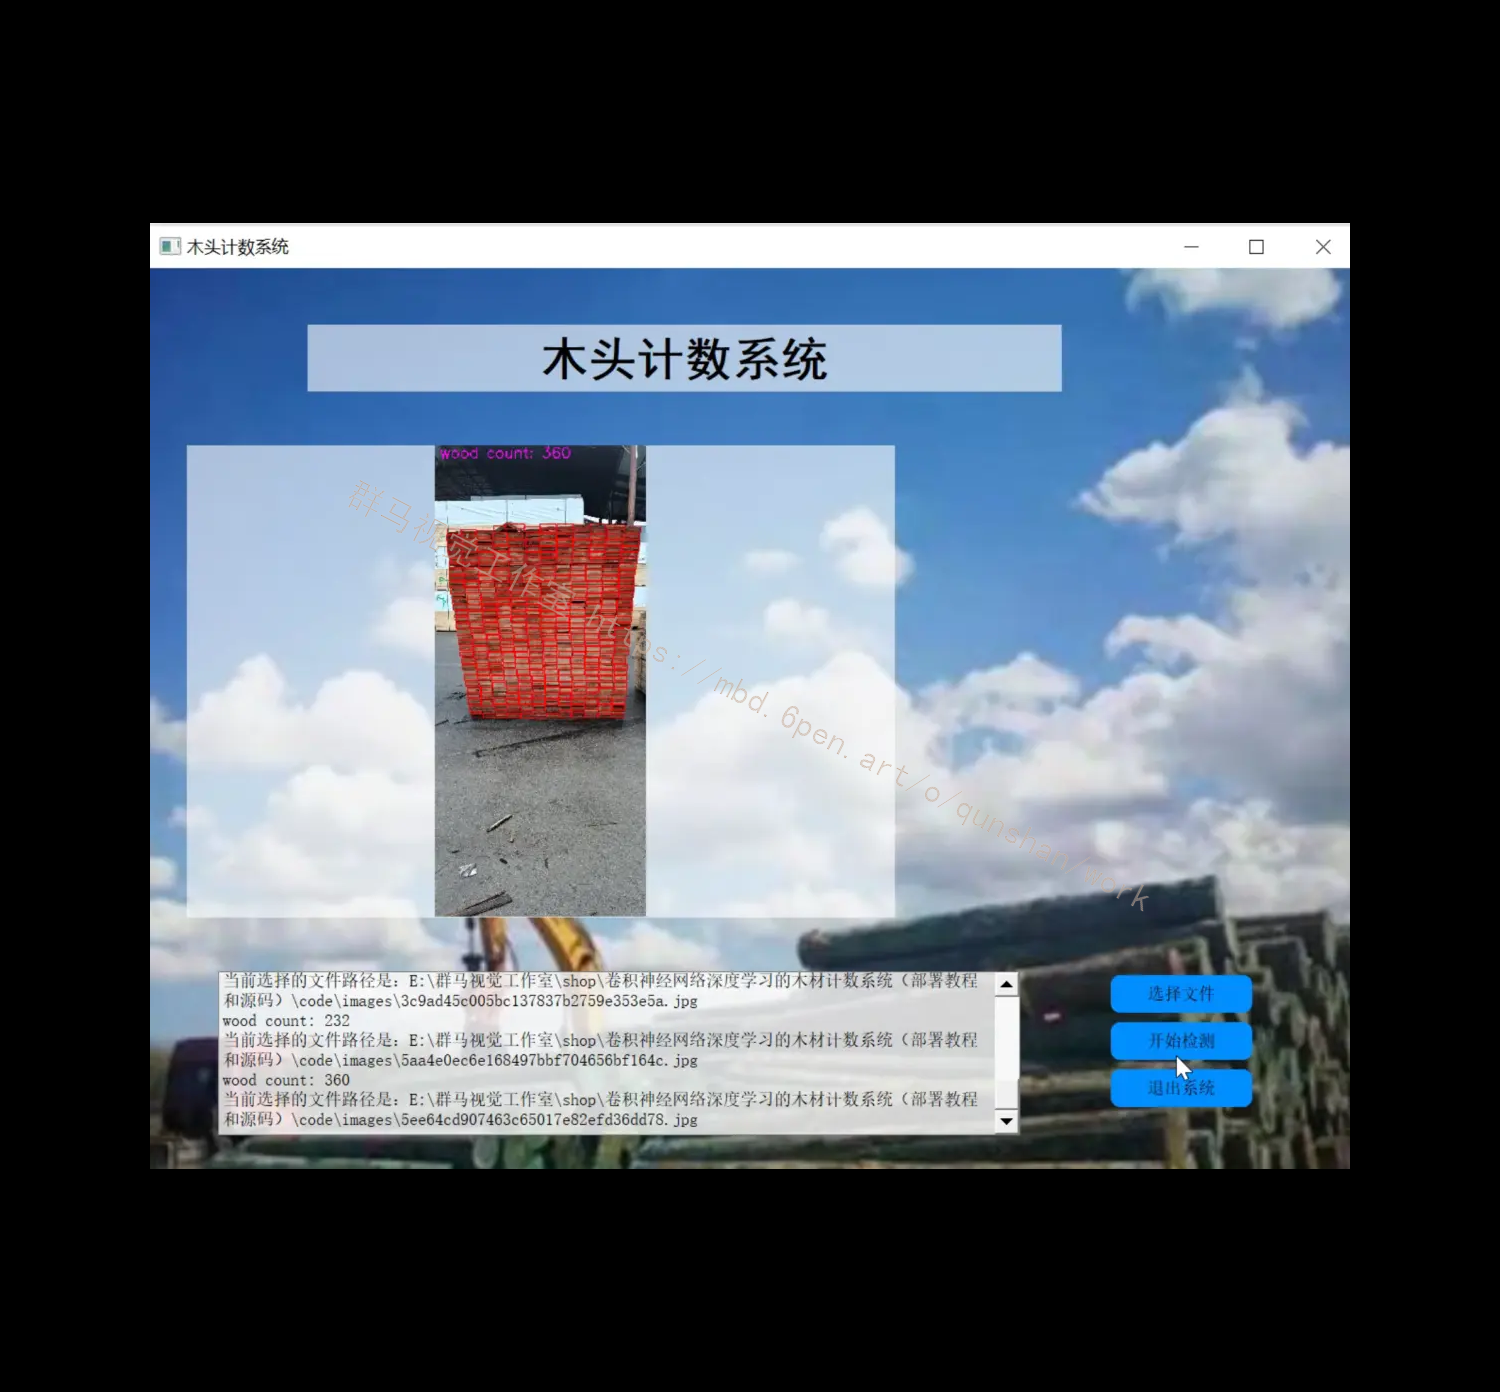 木头计数系统
木头计数系统
wood count: 360
群马视觉工作室 https://mbd.6pen.art/o/qunshan/work
当前选择的文件路径是：E:\群马视觉工作室\shop\卷积神经网络深度学习的木材计数系统（部署教程
和源码）\code\images\3c9ad45c005bc137837b2759e353e5a.jpg
wood count: 232
当前选择的文件路径是：E:\群马视觉工作室\shop\卷积神经网络深度学习的木材计数系统（部署教程
和源码）\code\images\5aa4e0ec6e168497bbf704656bf164c.jpg
wood count: 360
当前选择的文件路径是：E:\群马视觉工作室\shop\卷积神经网络深度学习的木材计数系统（部署教程
和源码）\code\images\5ee64cd907463c65017e82efd36dd78.jpg
选择文件
开始检测
退出系统